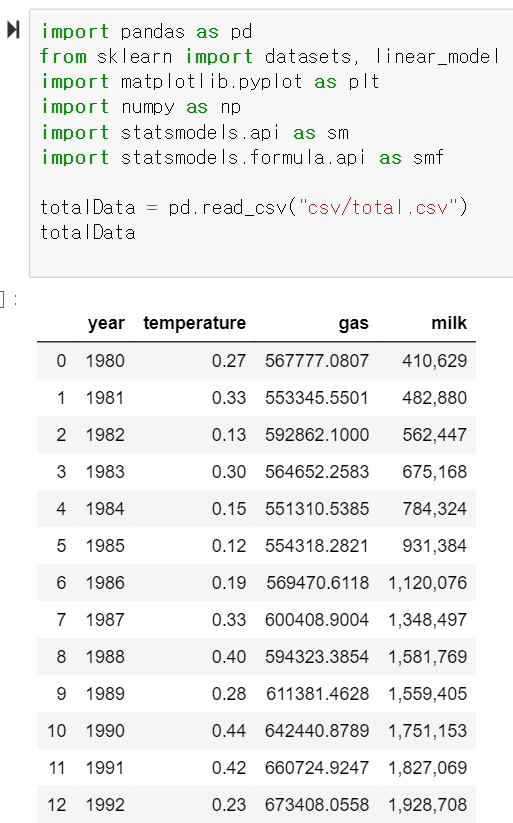 import pandas as pd
from sklearn import datasets, linear_model
import matplotlib.pyplot as plt
import numpy as np
import statsmodels.api as sm
import statsmodels.formula.api as smf
totalData = pd.read_csv("csv/total.csv")
totalData
]:
year temperature gas milk
0 1980 0.27 567777.0807 410,629
1 1981 0.33 553345.5501 482,880
2 1982 0.13 592862.1000 562,447
3 1983 0.30 564652.2583 675,168
4 1984 0.15 551310.5385 784,324
5 1985 0.12 554318.2821 931,384
6 1986 0.19 569470.6118 1,120,076
7 1987 0.33 600408.9004 1,348,497
8 1988 0.40 594323.3854 1,581,769
9 1989 0.28 611381.4628 1,559,405
10 1990 0.44 642440.8789 1,751,153
11 1991 0.42 660724.9247 1,827,069
12 1992 0.23 673408.0558 1,928,708